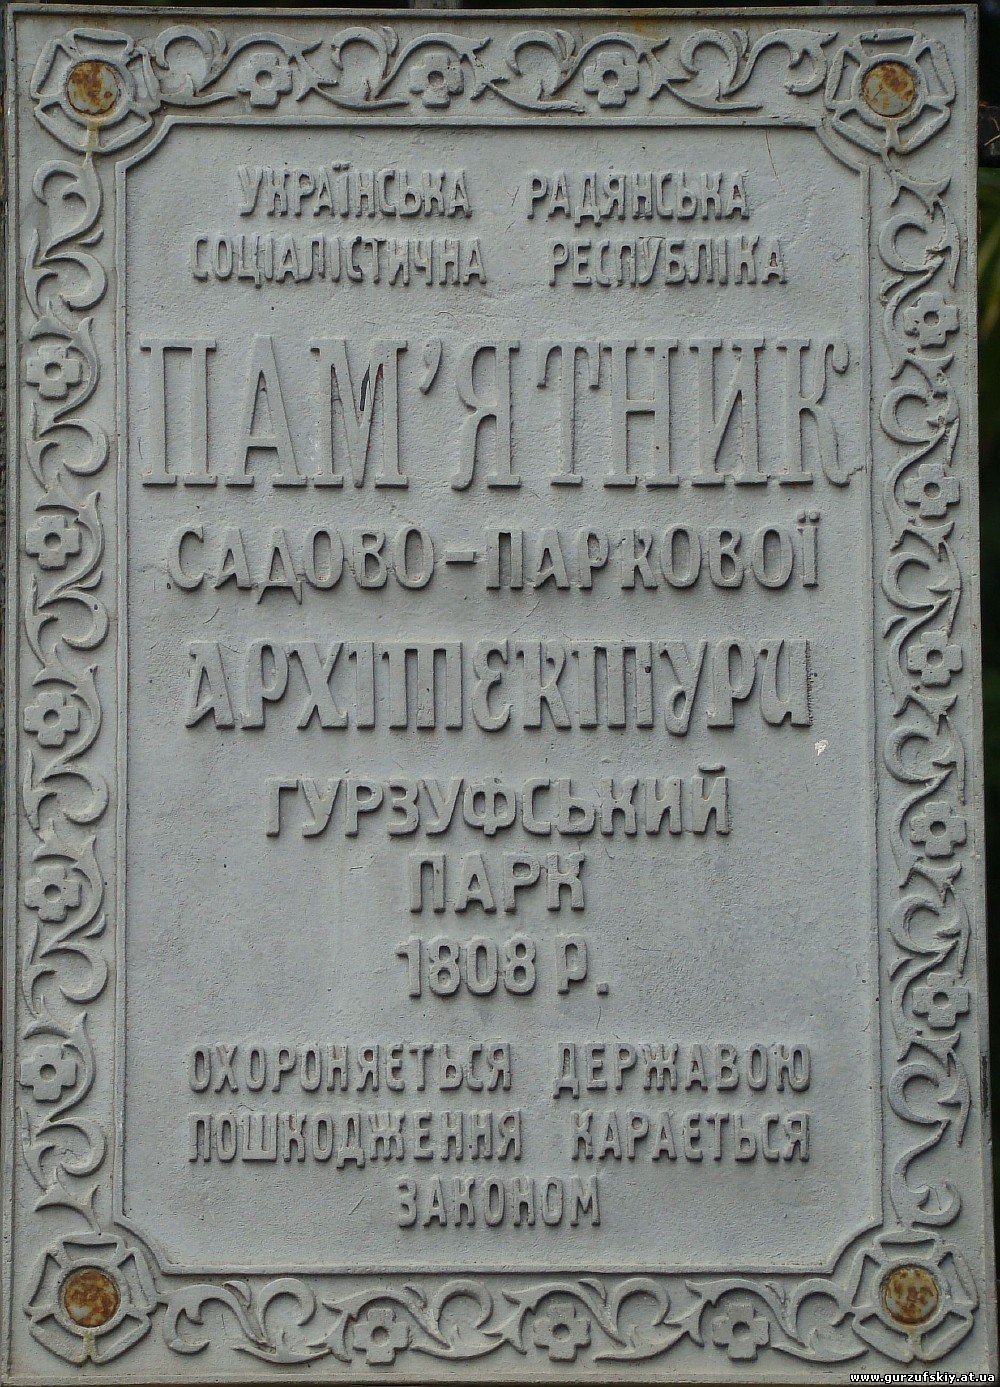 УКРАЇНСЬКА РАДЯНСЬКА
СОЦІАЛІСТИЧНА РЕСПУБЛІКА
ПАМ'ЯТНИК
САДОВО-ПАРКОВОЇ
АРХІТЕКТУРИ
ГУРЗУФСЬКИЙ
ПАРК
1808 Р.
ОХОРОНЯЄТЬСЯ ДЕРЖАВОЮ
ПОШКОДЖЕННЯ КАРАЄТЬСЯ
ЗАКОНОМ
www.gurzufskiy.at.ua